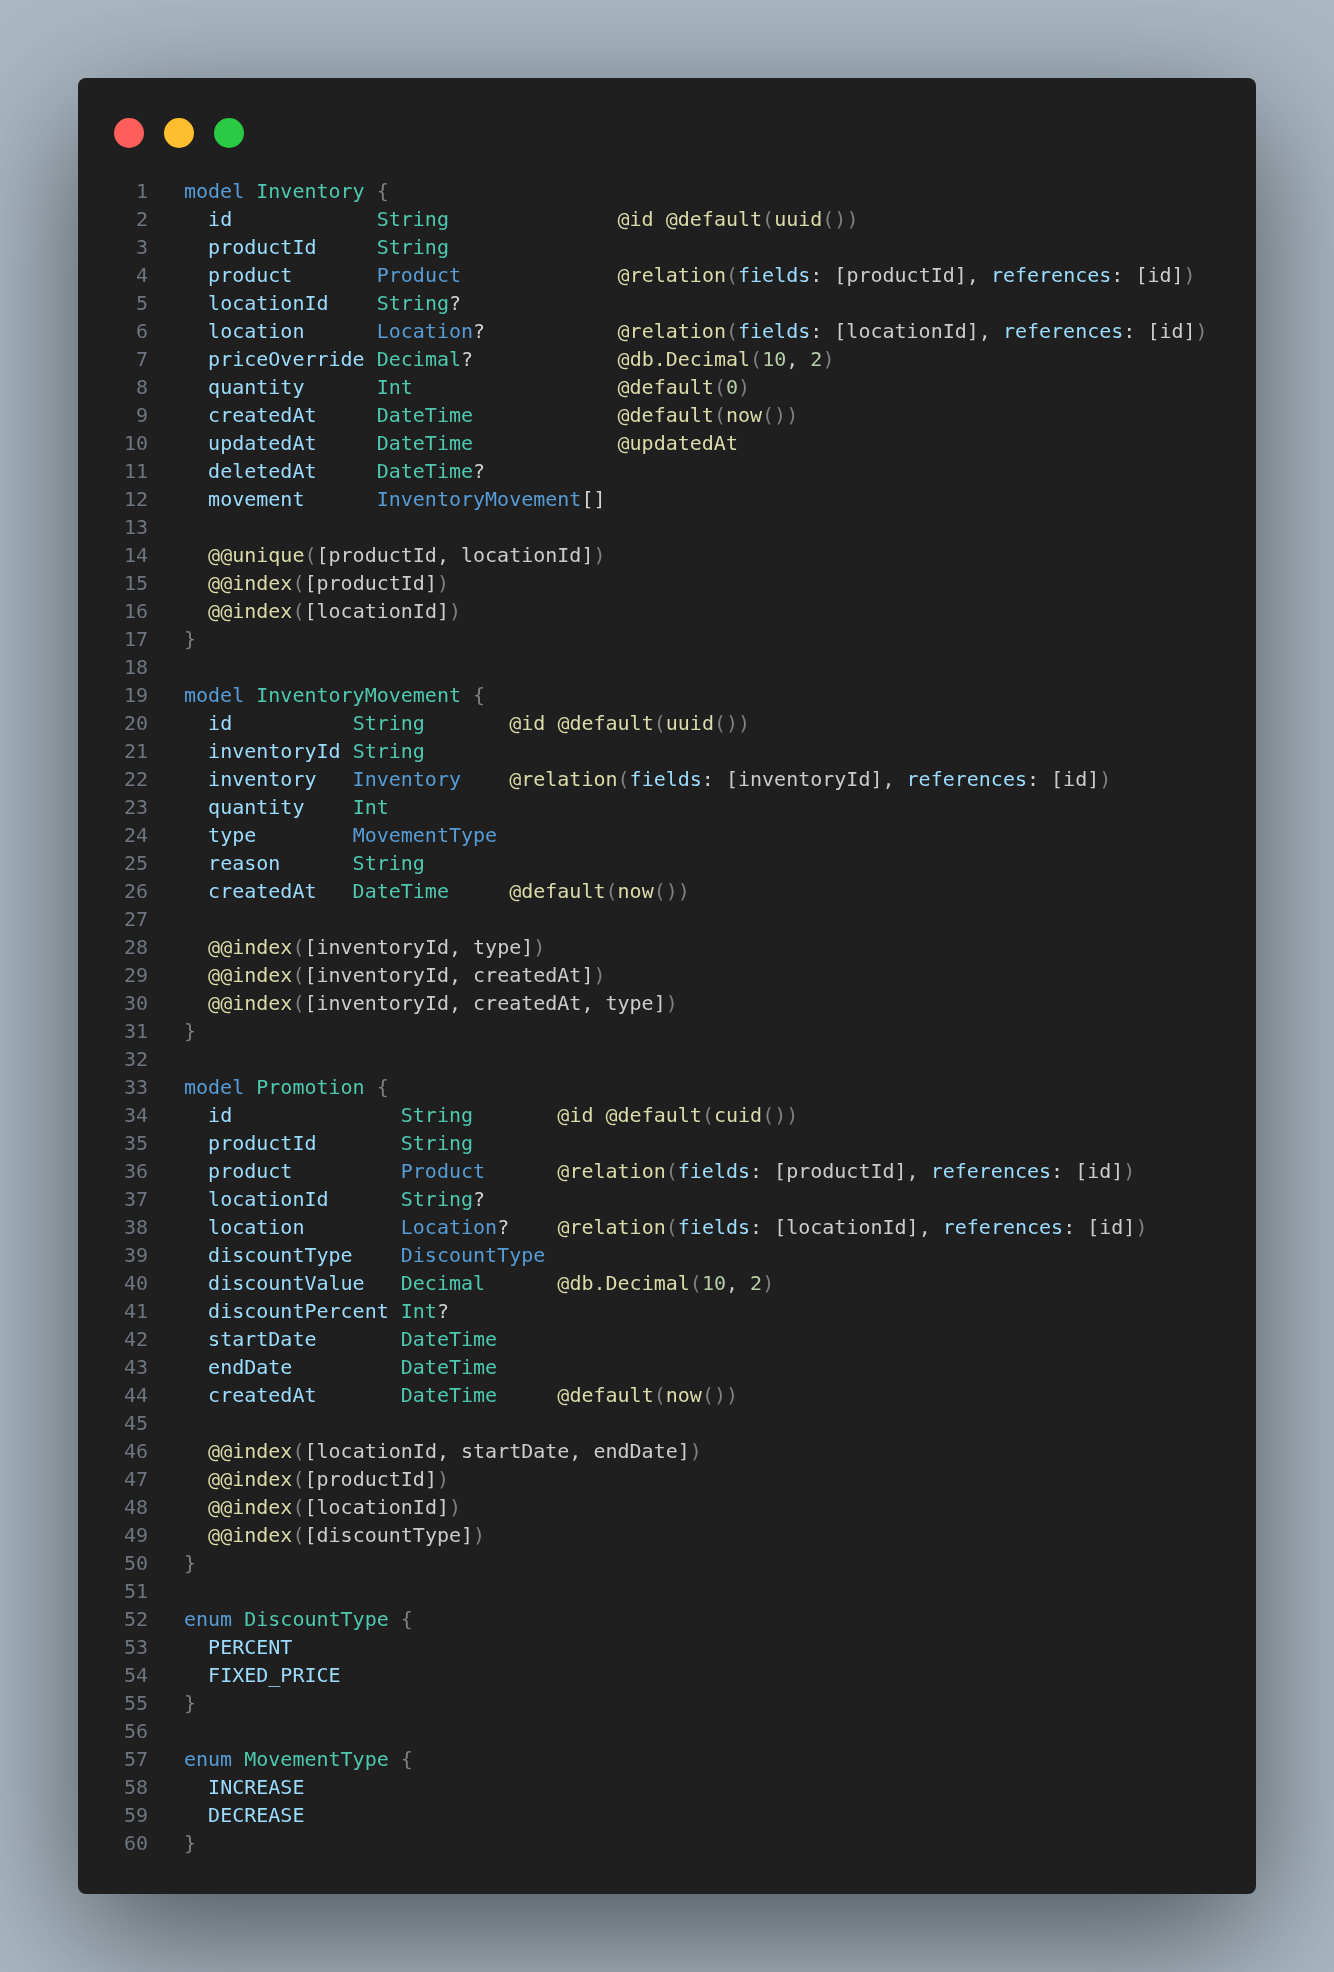 1 model Inventory {
2   id            String              @id @default(uuid())
3   productId     String
4   product       Product             @relation(fields: [productId], references: [id])
5   locationId    String?
6   location      Location?           @relation(fields: [locationId], references: [id])
7   priceOverride Decimal?            @db.Decimal(10, 2)
8   quantity      Int                 @default(0)
9   createdAt     DateTime            @default(now())
10   updatedAt     DateTime            @updatedAt
11   deletedAt     DateTime?
12   movement      InventoryMovement[]
13
14   @@unique([productId, locationId])
15   @@index([productId])
16   @@index([locationId])
17 }
18
19 model InventoryMovement {
20   id          String       @id @default(uuid())
21   inventoryId String
22   inventory   Inventory    @relation(fields: [inventoryId], references: [id])
23   quantity    Int
24   type        MovementType
25   reason      String
26   createdAt   DateTime     @default(now())
27
28   @@index([inventoryId, type])
29   @@index([inventoryId, createdAt])
30   @@index([inventoryId, createdAt, type])
31 }
32
33 model Promotion {
34   id              String       @id @default(cuid())
35   productId       String
36   product         Product      @relation(fields: [productId], references: [id])
37   locationId      String?
38   location        Location?    @relation(fields: [locationId], references: [id])
39   discountType    DiscountType
40   discountValue   Decimal      @db.Decimal(10, 2)
41   discountPercent Int?
42   startDate       DateTime
43   endDate         DateTime
44   createdAt       DateTime     @default(now())
45
46   @@index([locationId, startDate, endDate])
47   @@index([productId])
48   @@index([locationId])
49   @@index([discountType])
50 }
51
52 enum DiscountType {
53   PERCENT
54   FIXED_PRICE
55 }
56
57 enum MovementType {
58   INCREASE
59   DECREASE
60 }